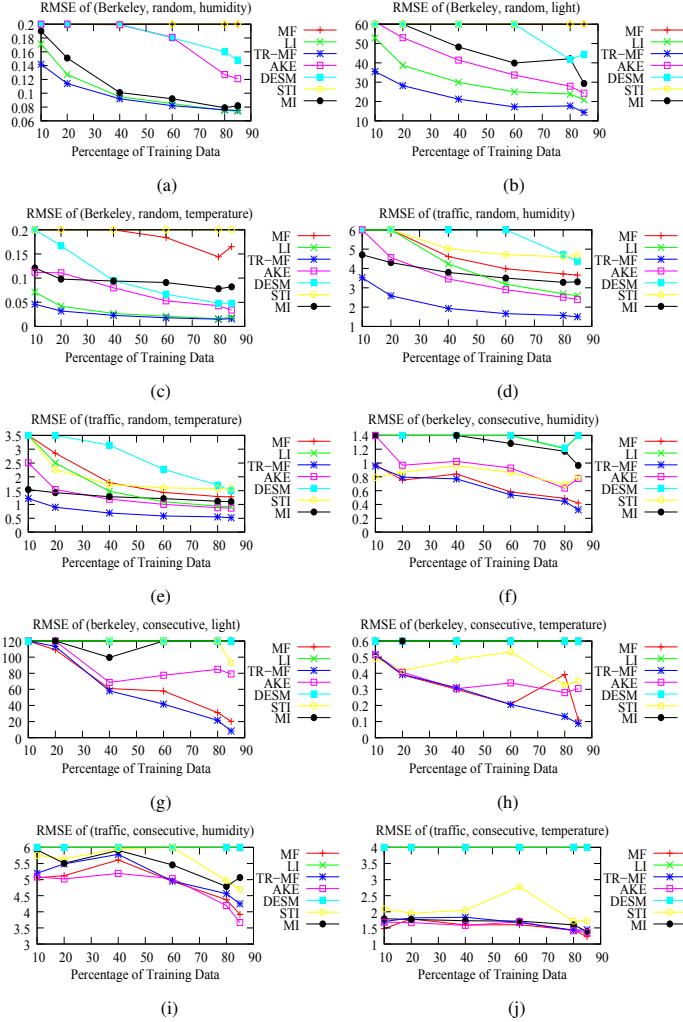 RMSE of (Berkeley, random, humidity)
0.2
0.18
0.16
0.14
0.12
0.1
0.08
0.06
10 20 30 40 50 60 70 80 90
Percentage of Training Data
MF
LI
TR-MF
AKE
DESM
STI
MI
(a)
RMSE of (Berkeley, random, light)
60
50
40
30
20
10
10 20 30 40 50 60 70 80 90
Percentage of Training Data
MF
LI
TR-MF
AKE
DESM
STI
MI
(b)
RMSE of (Berkeley, random, temperature)
0.2
0.15
0.1
0.05
0
10 20 30 40 50 60 70 80 90
Percentage of Training Data
MF
LI
TR-MF
AKE
DESM
STI
MI
(c)
RMSE of (traffic, random, humidity)
6
5
4
3
2
1
10 20 30 40 50 60 70 80 90
Percentage of Training Data
MF
LI
TR-MF
AKE
DESM
STI
MI
(d)
RMSE of (traffic, random, temperature)
3.5
3
2.5
2
1.5
1
0.5
0
10 20 30 40 50 60 70 80 90
Percentage of Training Data
MF
LI
TR-MF
AKE
DESM
STI
MI
(e)
RMSE of (berkeley, consecutive, humidity)
1.4
1.2
1
0.8
0.6
0.4
0.2
10 20 30 40 50 60 70 80 90
Percentage of Training Data
MF
LI
TR-MF
AKE
DESM
STI
MI
(f)
RMSE of (berkeley, consecutive, light)
120
100
80
60
40
20
0
10 20 30 40 50 60 70 80 90
Percentage of Training Data
MF
LI
TR-MF
AKE
DESM
STI
MI
(g)
RMSE of (berkeley, consecutive, temperature)
0.6
0.5
0.4
0.3
0.2
0.1
0
10 20 30 40 50 60 70 80 90
Percentage of Training Data
MF
LI
TR-MF
AKE
DESM
STI
MI
(h)
RMSE of (traffic, consecutive, humidity)
6
5.5
5
4.5
4
3.5
3
10 20 30 40 50 60 70 80 90
Percentage of Training Data
MF
LI
TR-MF
AKE
DESM
STI
MI
(i)
RMSE of (traffic, consecutive, temperature)
4
3.5
3
2.5
2
1.5
1
10 20 30 40 50 60 70 80 90
Percentage of Training Data
MF
LI
TR-MF
AKE
DESM
STI
MI
(j)